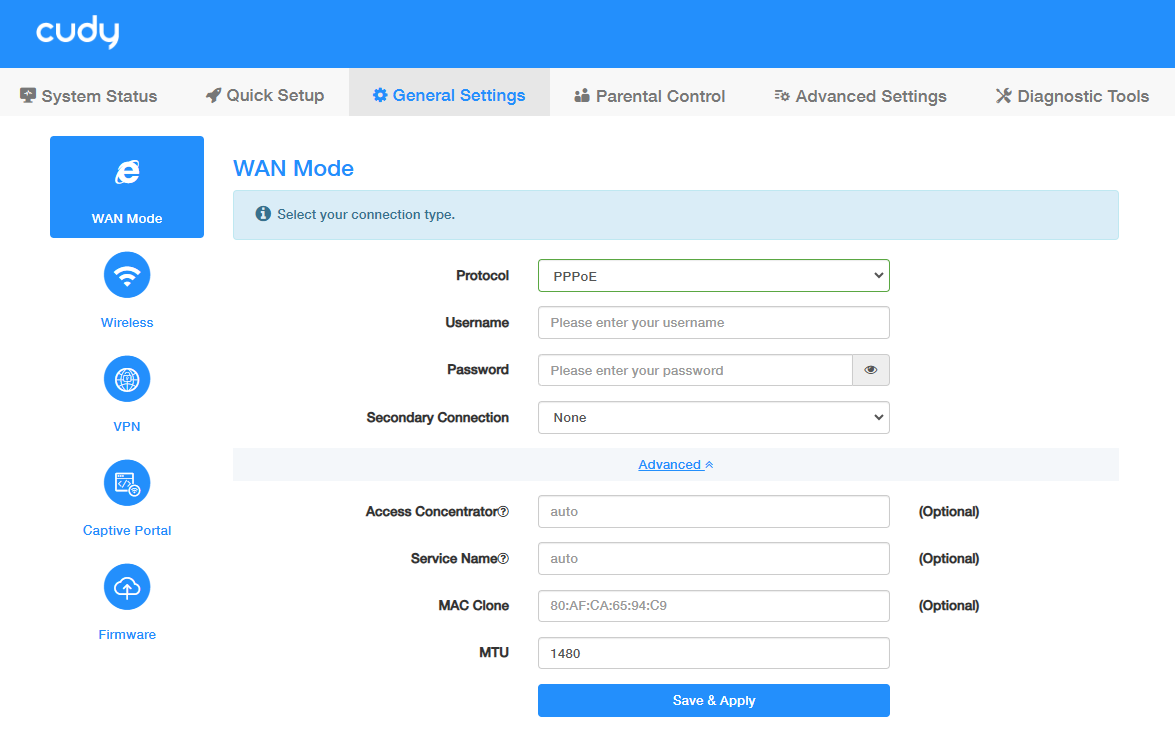 cudy
System Status Quick Setup General Settings Parental Control Advanced Settings Diagnostic Tools
WAN Mode
Wireless
VPN
Captive Portal
Firmware
WAN Mode
Select your connection type.
Protocol PPPoE
Username Please enter your username
Password Please enter your password
Secondary Connection None
Advanced
Access Concentrator auto (Optional)
Service Name auto (Optional)
MAC Clone 80:AF:CA:65:94:C9 (Optional)
MTU 1480
Save & Apply